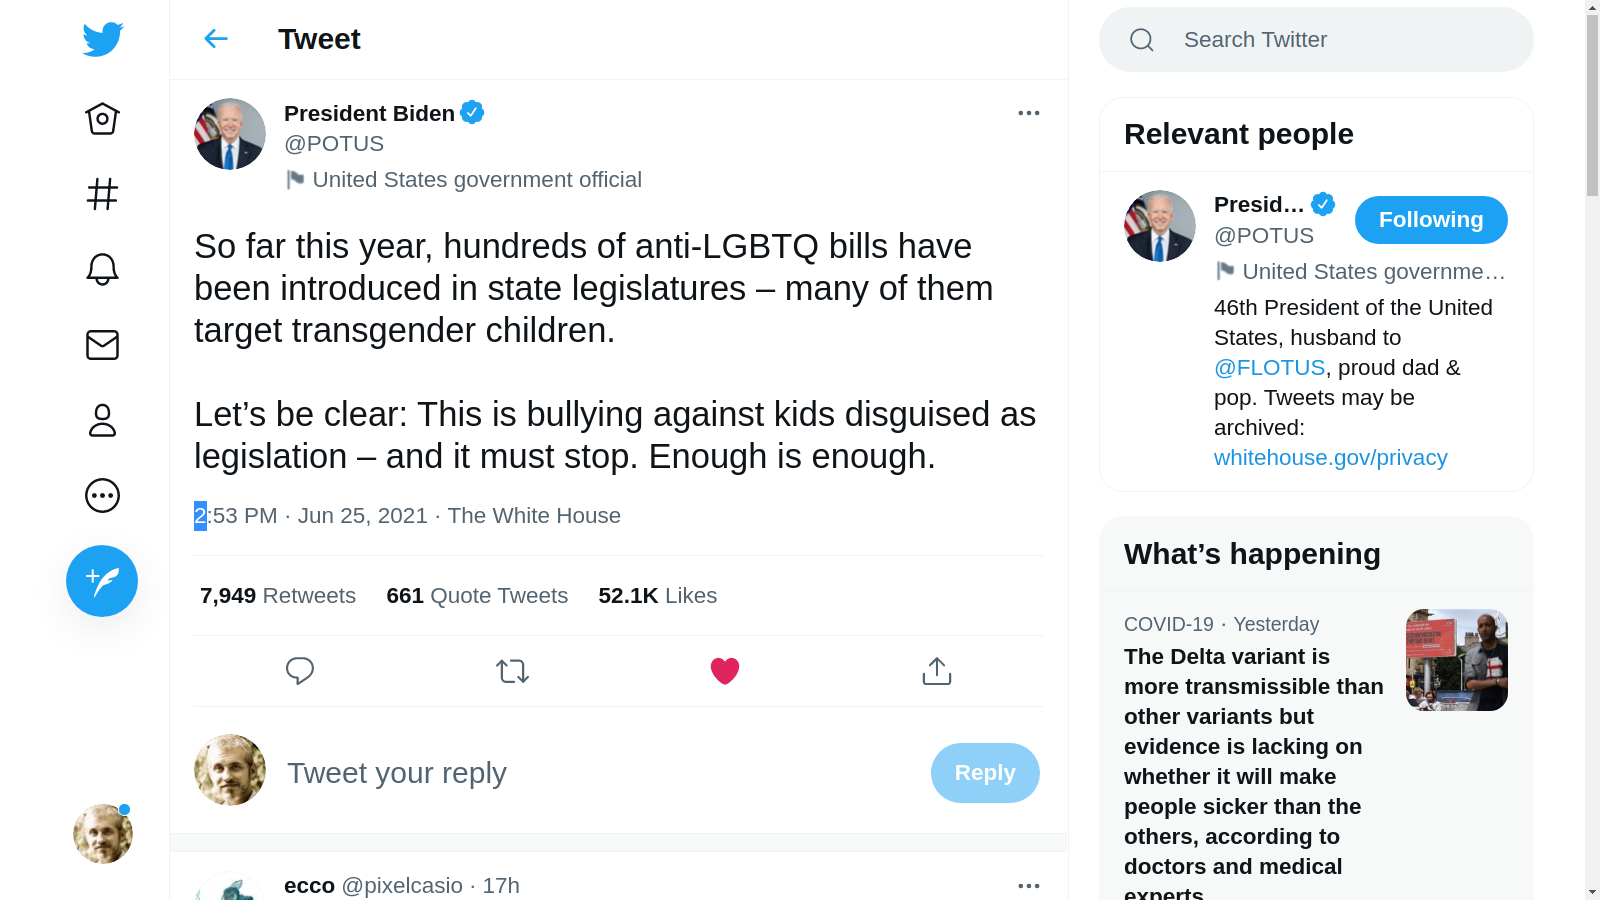 Tweet
President Biden
@POTUS
United States government official
So far this year, hundreds of anti-LGBTQ bills have
been introduced in state legislatures – many of them
target transgender children.
Let’s be clear: This is bullying against kids disguised as
legislation – and it must stop. Enough is enough.
2:53 PM · Jun 25, 2021 · The White House
7,949 Retweets 661 Quote Tweets 52.1K Likes
Tweet your reply
Reply
ecco @pixelcasio · 17h
Search Twitter
Relevant people
Presid…
Following
@POTUS
United States governme…
46th President of the United
States, husband to
@FLOTUS, proud dad &
pop. Tweets may be
archived:
whitehouse.gov/privacy
What’s happening
COVID-19 · Yesterday
The Delta variant is
more transmissible than
other variants but
evidence is lacking on
whether it will make
people sicker than the
others, according to
doctors and medical
experts